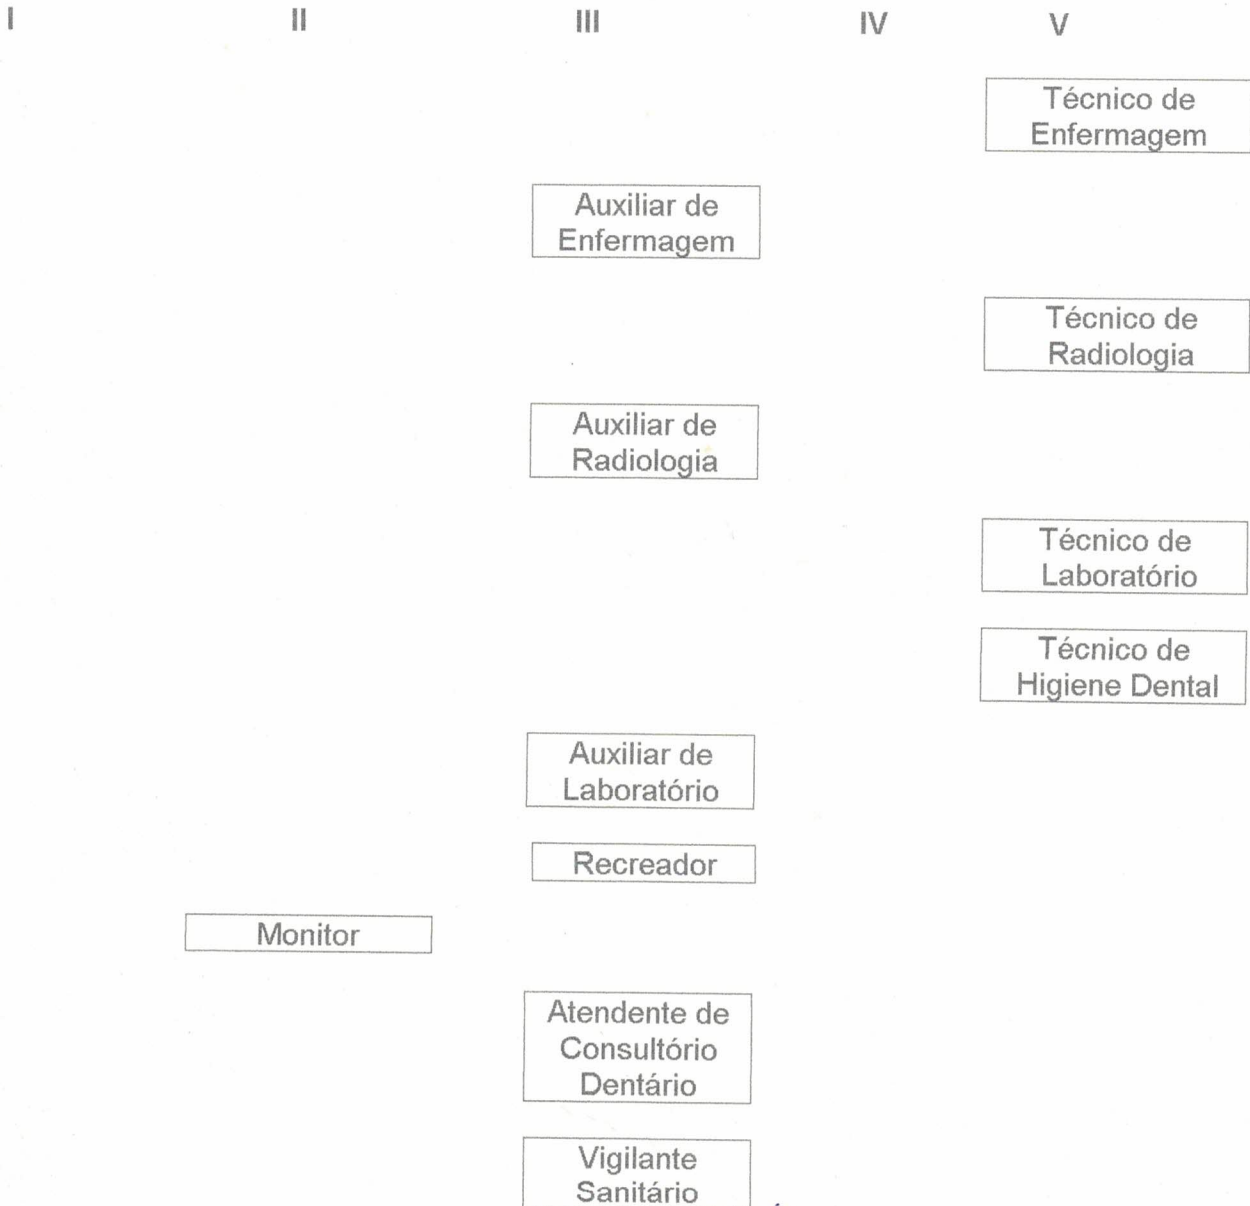 I II III IV V
Técnico de
Enfermagem
Auxiliar de
Enfermagem
Técnico de
Radiologia
Auxiliar de
Radiologia
Técnico de
Laboratório
Técnico de
Higiene Dental
Auxiliar de
Laboratório
Recreador
Monitor
Atendente de
Consultório
Dentário
Vigilante
Sanitário